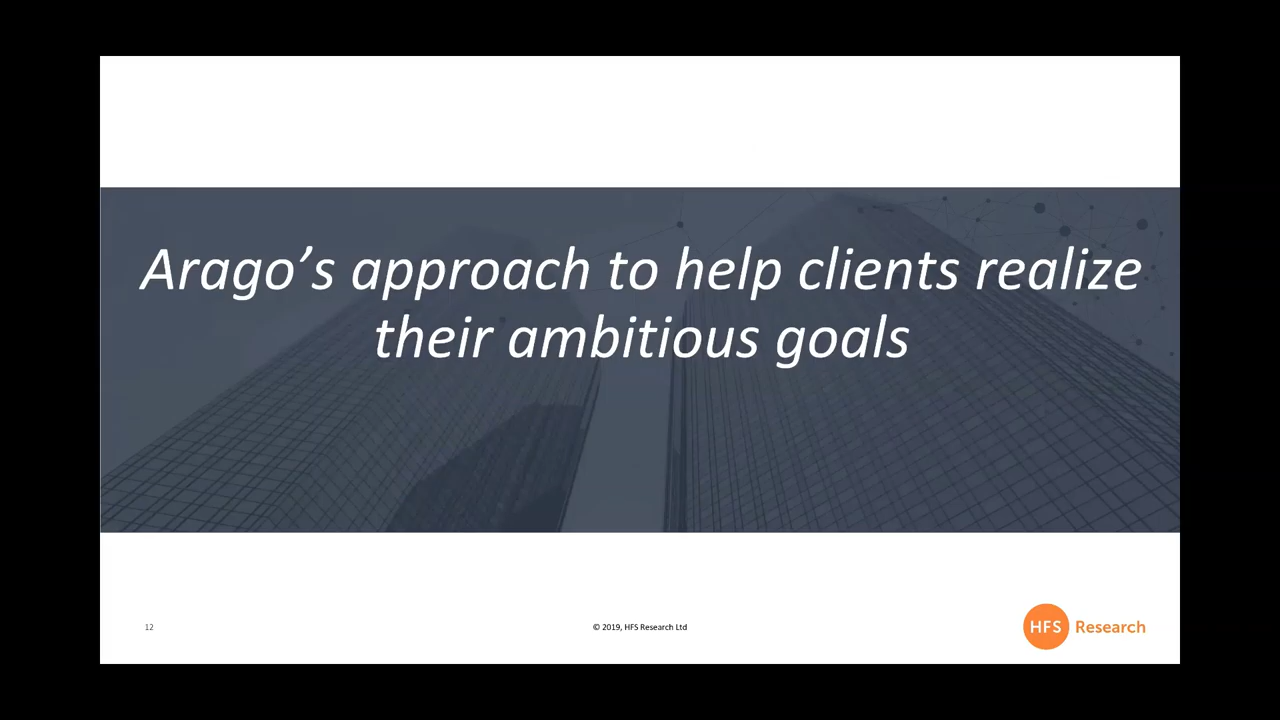 Arago’s approach to help clients realize
their ambitious goals
12
© 2019, HFS Research Ltd
HFS Research